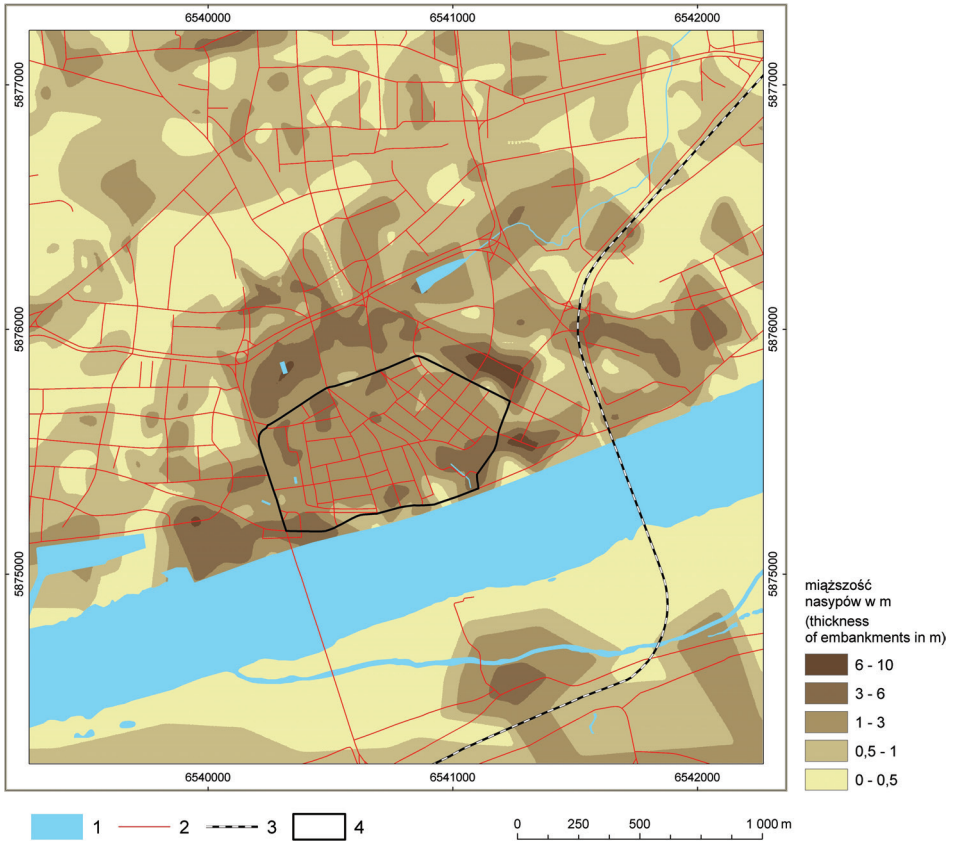 6540000 6541000 6542000
5877000 5877000
5876000 5876000
5875000 5875000
6540000 6541000 6542000
miąższość
nasypów w m
(thickness
of embankments in m)
6 - 10
3 - 6
1 - 3
0,5 - 1
0 - 0,5
1 2 3 4
0 250 500 1 000 m